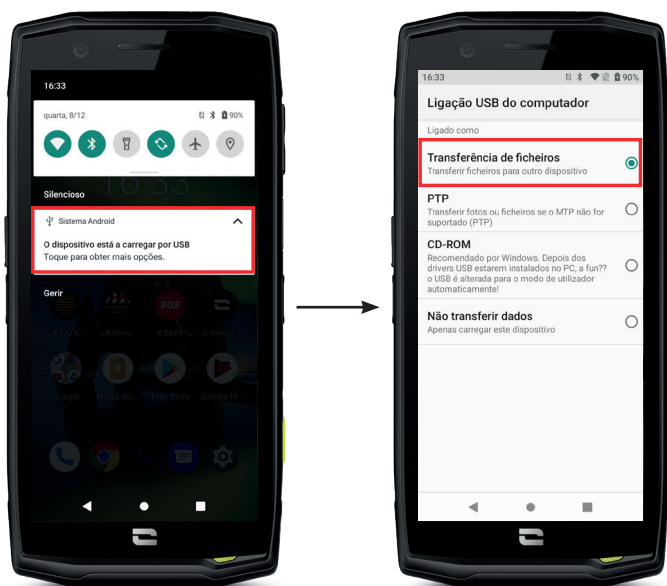 16:33
quarta, 8/12
90%
16:33
Silencioso
Sistema Android
O dispositivo está a carregar por USB
Toque para obter mais opções.
Gerir
SOS
X-Story
X-SAFE
A minha
Google
Notas do ...
Play Store
Google Pl...
16:33
90%
Ligação USB do computador
Ligado como
Transferência de ficheiros
Transferir ficheiros para outro dispositivo
PTP
Transferir fotos ou ficheiros se o MTP não for
suportado (PTP)
CD-ROM
Recomendado por Windows. Depois dos
drivers USB estarem instalados no PC, a fun??
o USB é alterada para o modo de utilizador
automaticamente!
Não transferir dados
Apenas carregar este dispositivo